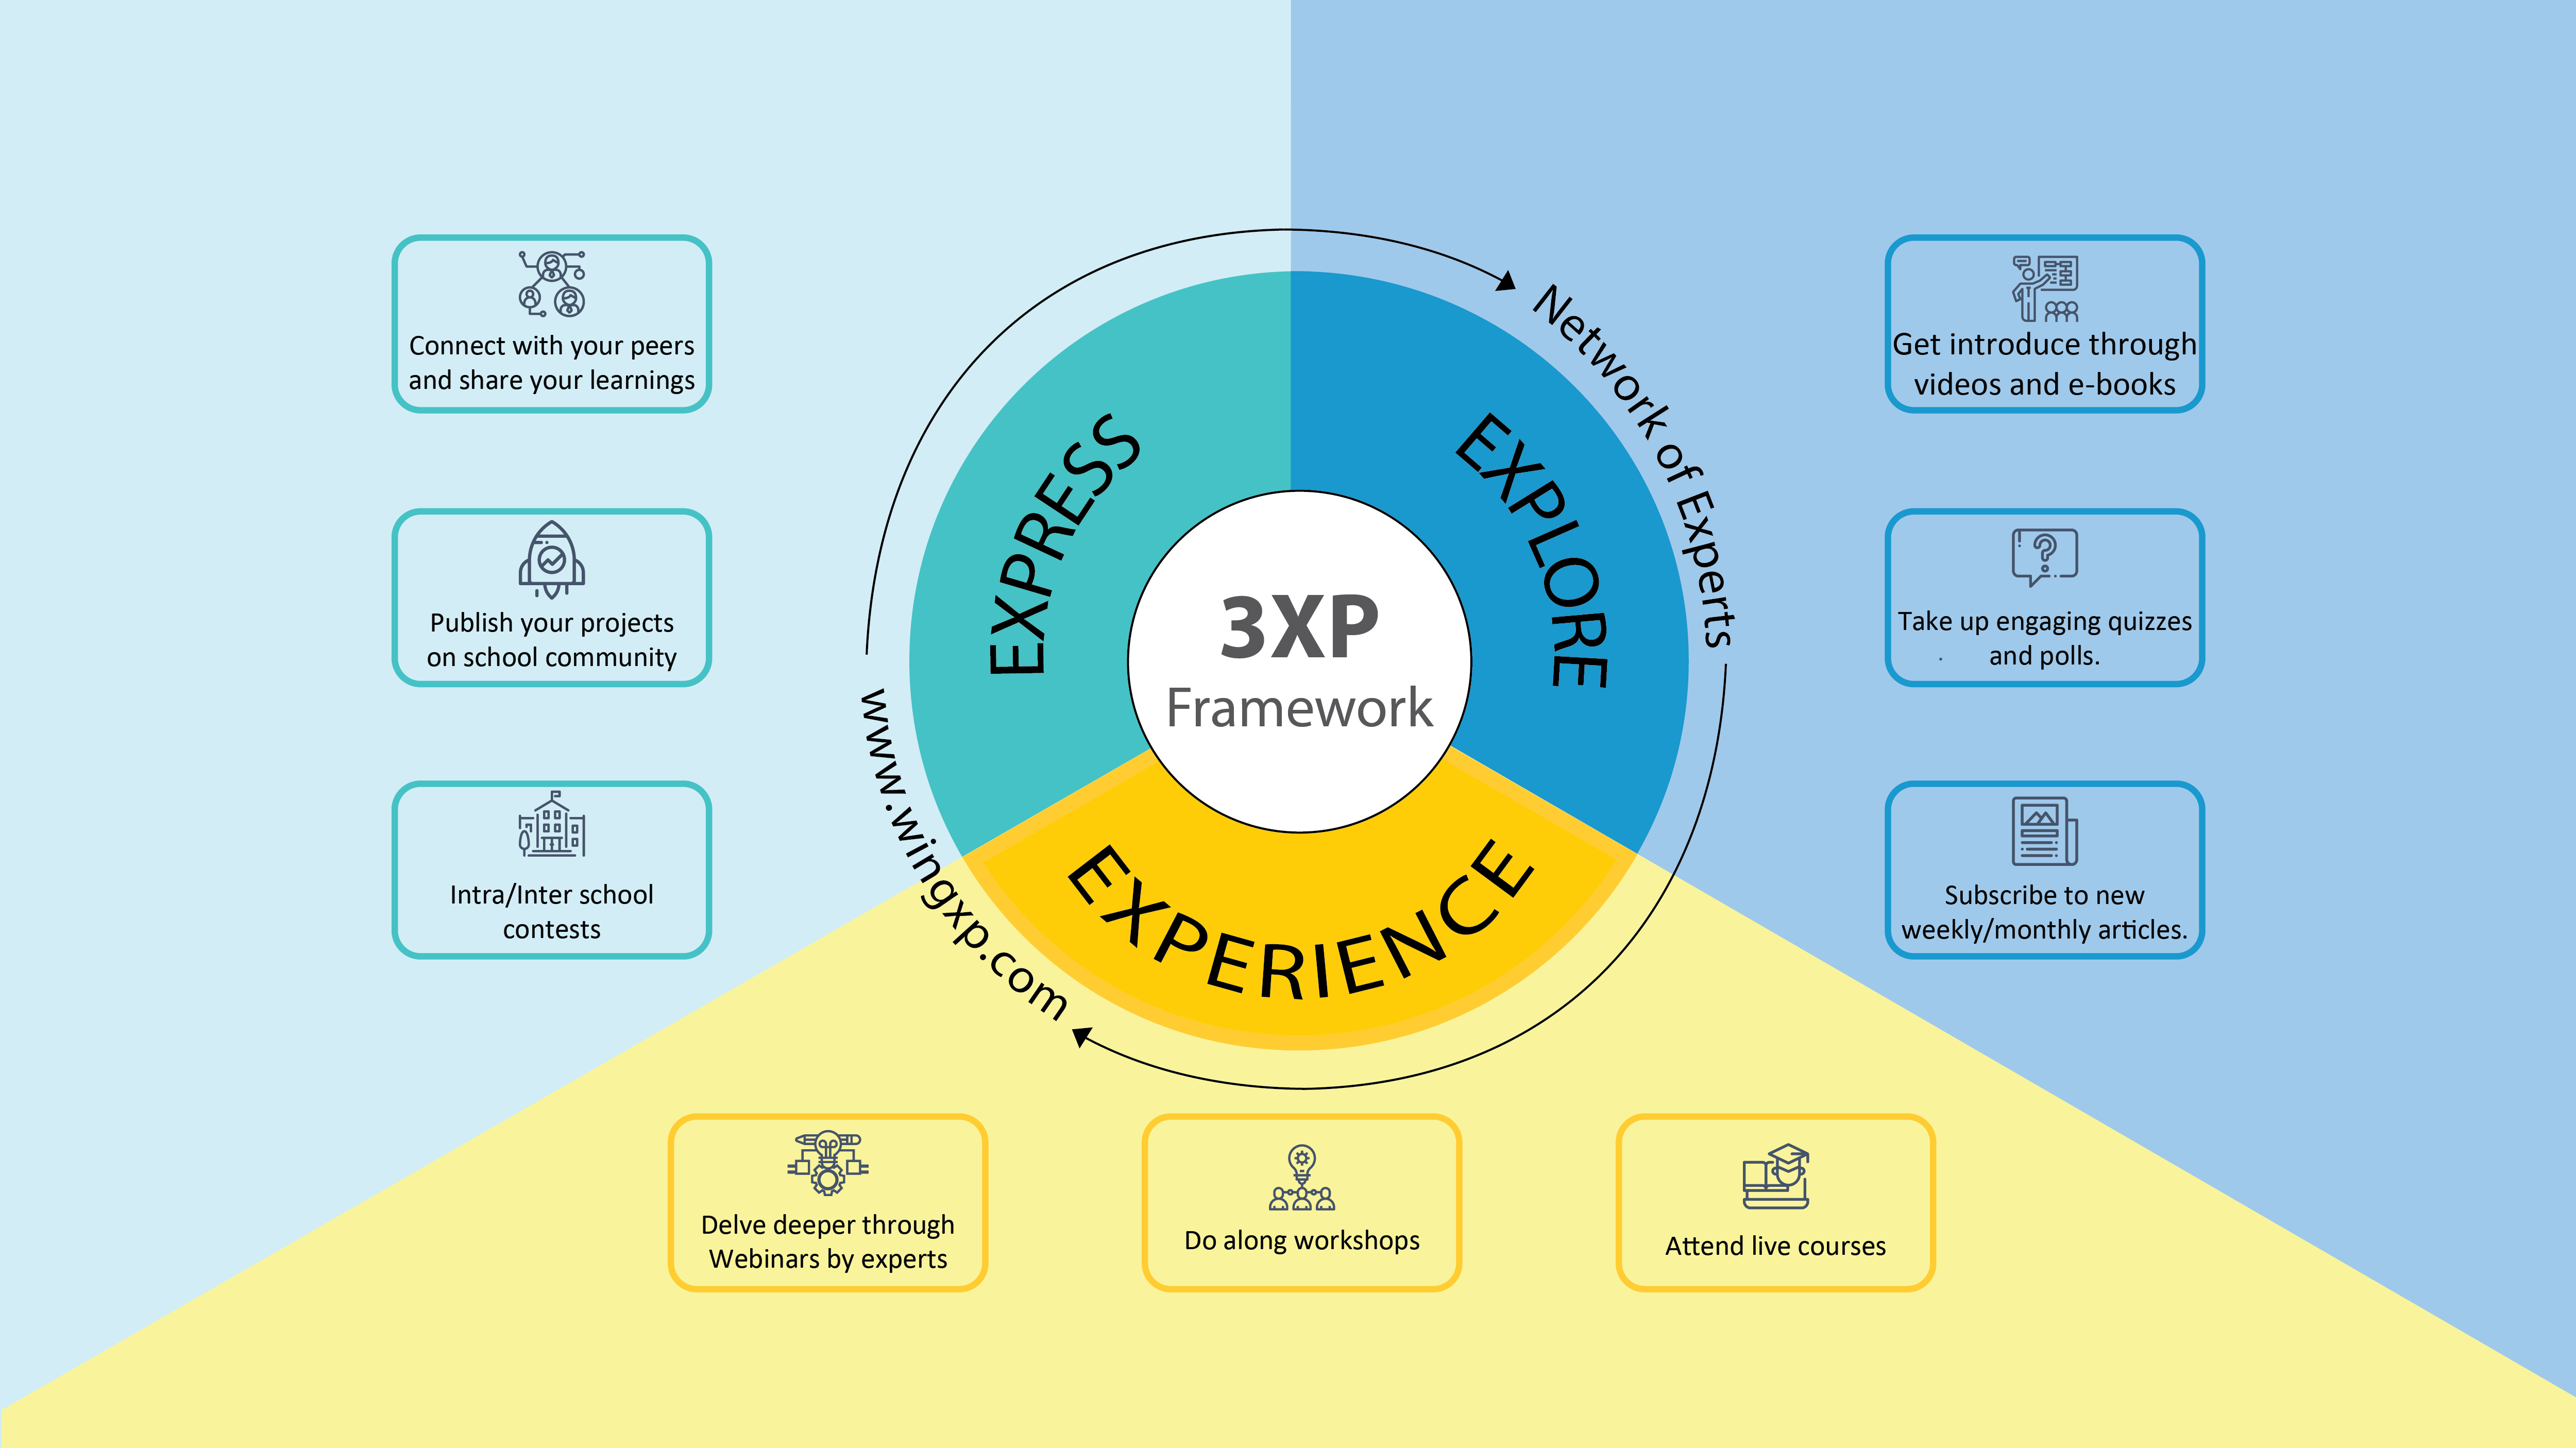 Connect with your peers
and share your learnings
Publish your projects
on school community
Intra/Inter school
contests
EXPRESS
EXPLORE
EXPERIENCE
3XP
Framework
Network of Experts
www.wingxp.com
Get introduce through
videos and e-books
Take up engaging quizzes
and polls.
Subscribe to new
weekly/monthly articles.
Delve deeper through
Webinars by experts
Do along workshops
Attend live courses